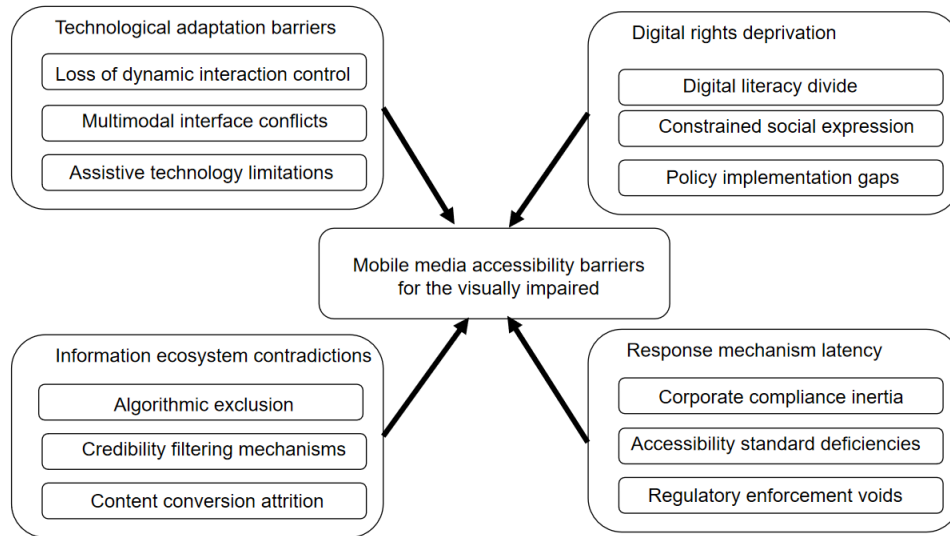 Technological adaptation barriers
Loss of dynamic interaction control
Multimodal interface conflicts
Assistive technology limitations
Digital rights deprivation
Digital literacy divide
Constrained social expression
Policy implementation gaps
Mobile media accessibility barriers
for the visually impaired
Information ecosystem contradictions
Algorithmic exclusion
Credibility filtering mechanisms
Content conversion attrition
Response mechanism latency
Corporate compliance inertia
Accessibility standard deficiencies
Regulatory enforcement voids